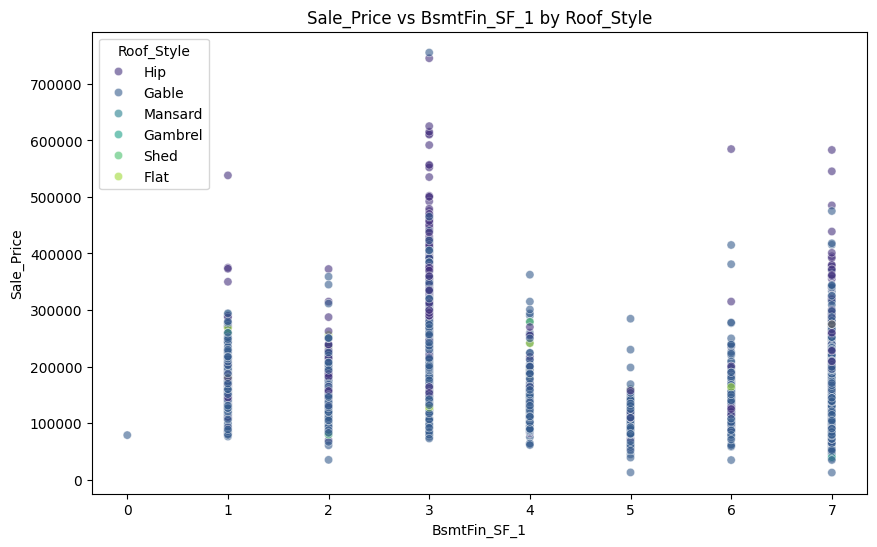 Sale_Price vs BsmtFin_SF_1 by Roof_Style
Roof_Style
Hip
Gable
Mansard
Gambrel
Shed
Flat
Sale_Price
700000
600000
500000
400000
300000
200000
100000
0
0 1 2 3 4 5 6 7
BsmtFin_SF_1